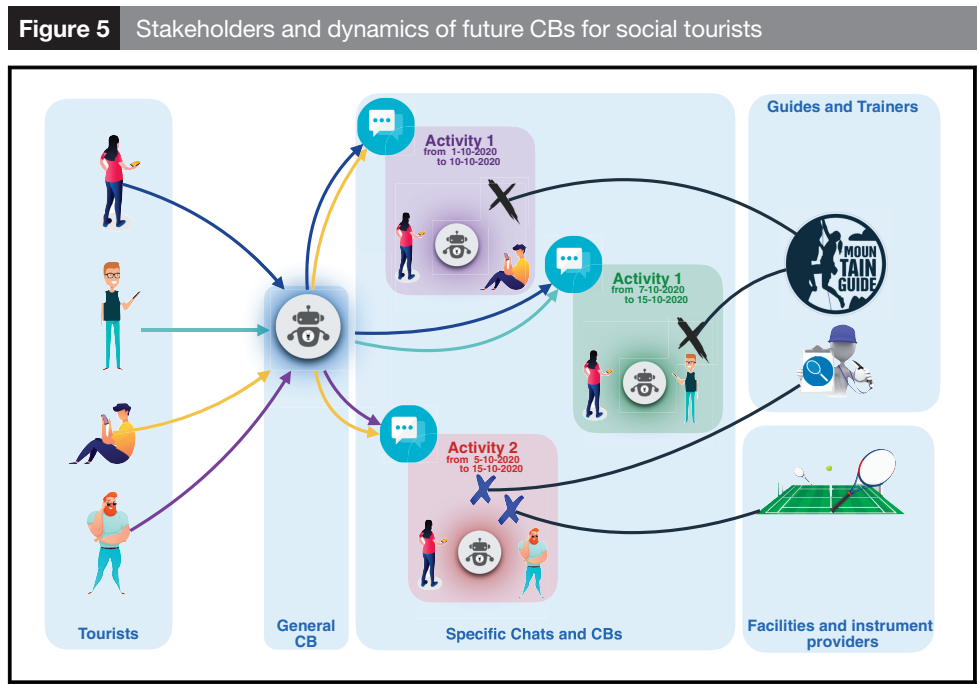 Figure 5 Stakeholders and dynamics of future CBs for social tourists
Guides and Trainers
Activity 1
from 1-10-2020
to 10-10-2020
MOUN
TAIN
GUIDE
Activity 1
from 7-10-2020
to 15-10-2020
Activity 2
from 5-10-2020
to 15-10-2020
Tourists
General
CB
Specific Chats and CBs
Facilities and instrument
providers